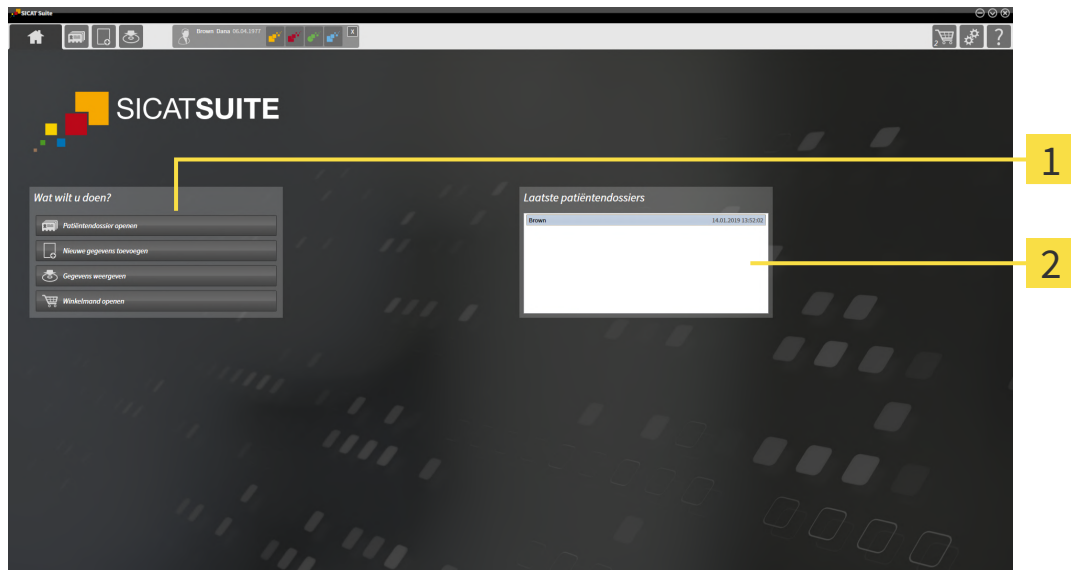 SICAT Suite
Brown Dana 06.04.1977
X
2
?
SICATSUITE
1
Wat wilt u doen?
Patiëntendossier openen
Nieuwe gegevens toevoegen
Gegevens weergeven
Winkelmand openen
Laatste patiëntendossiers
Brown 14.01.2019 13:52:02
2